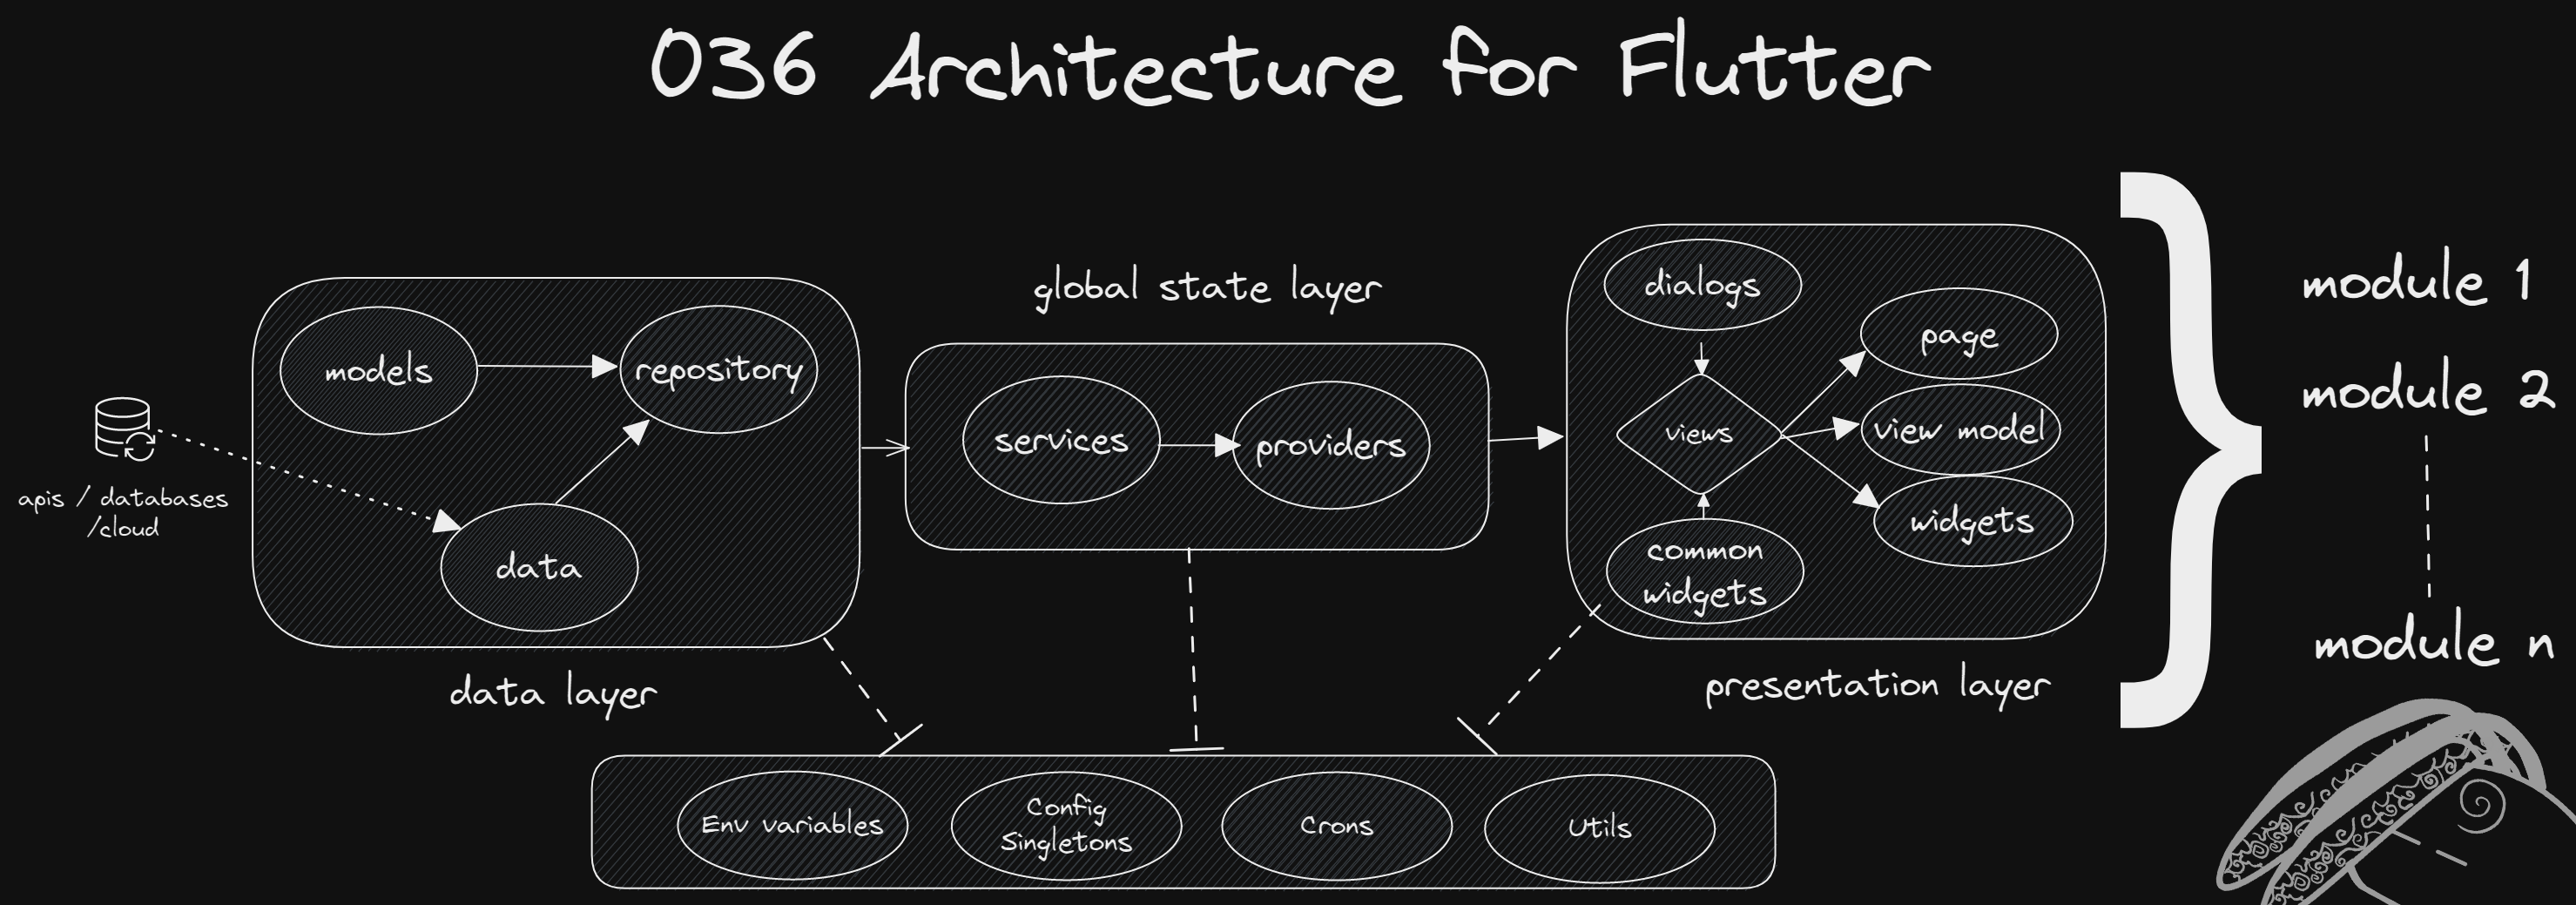 036 Architecture for Flutter
models
repository
data
apis / databases
/cloud
data layer
global state layer
services
providers
dialogs
views
common
widgets
page
view model
widgets
presentation layer
module 1
module 2
module n
Env variables
Config
Singletons
Crons
Utils